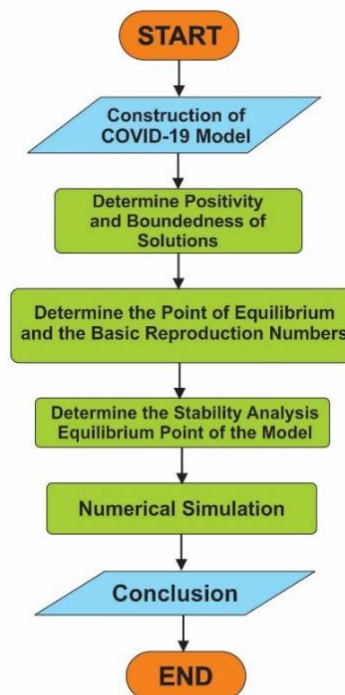 START
Construction of
COVID-19 Model
Determine Positivity
and Boundedness of
Solutions
Determine the Point of Equilibrium
and the Basic Reproduction Numbers
Determine the Stability Analysis
Equilibrium Point of the Model
Numerical Simulation
Conclusion
END